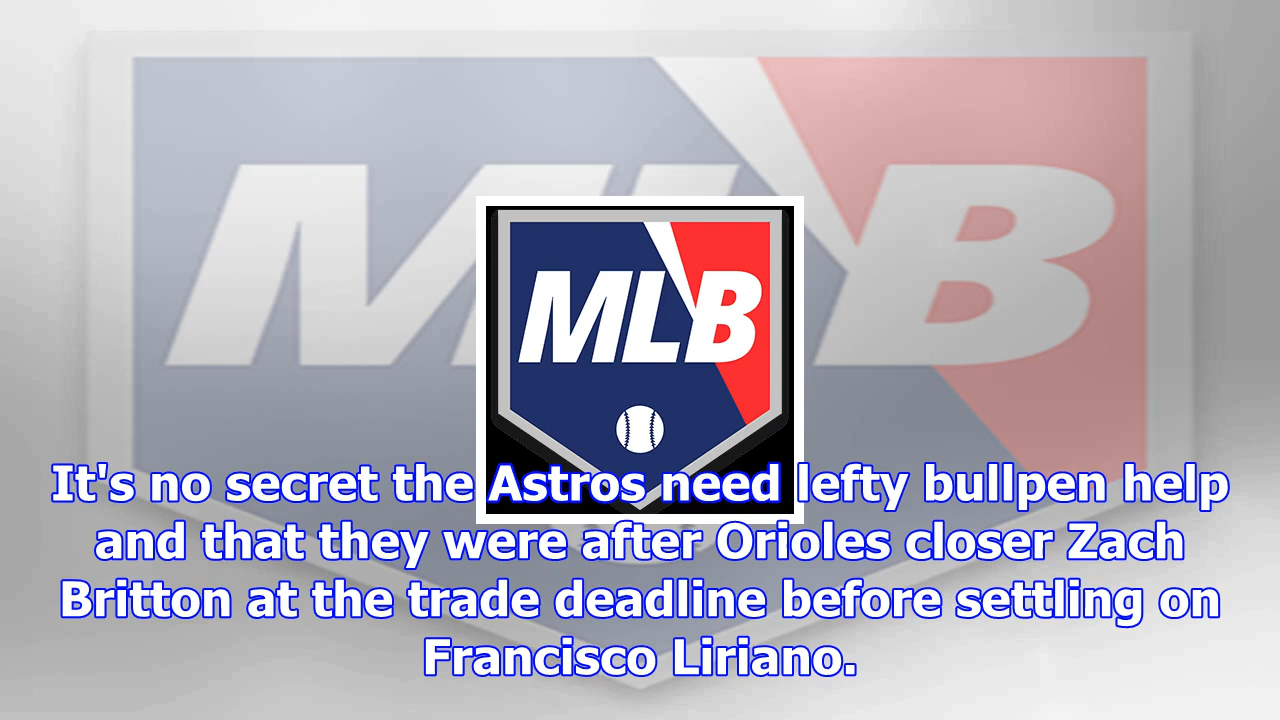 MLB
MLB
It's no secret the Astros need lefty bullpen help
and that they were after Orioles closer Zach
Britton at the trade deadline before settling on
Francisco Liriano.